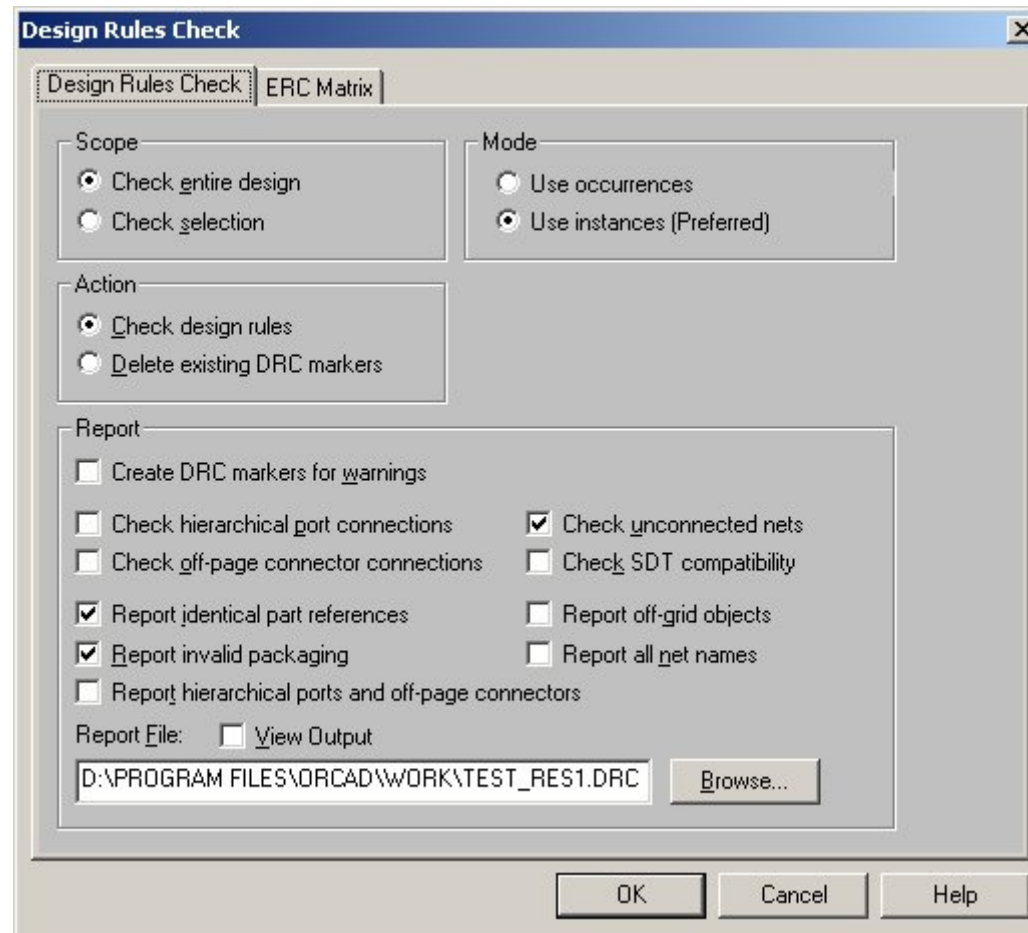 Design Rules Check
Design Rules Check
ERC Matrix
Scope
Check entire design
Check selection
Mode
Use occurrences
Use instances (Preferred)
Action
Check design rules
Delete existing DRC markers
Report
Create DRC markers for warnings
Check hierarchical port connections
Check unconnected nets
Check off-page connector connections
Check SDT compatibility
Report identical part references
Report off-grid objects
Report invalid packaging
Report all net names
Report hierarchical ports and off-page connectors
Report File:
View Output
D:\PROGRAM FILES\ORCAD\WORK\TEST_RES1.DRC
Browse...
OK
Cancel
Help